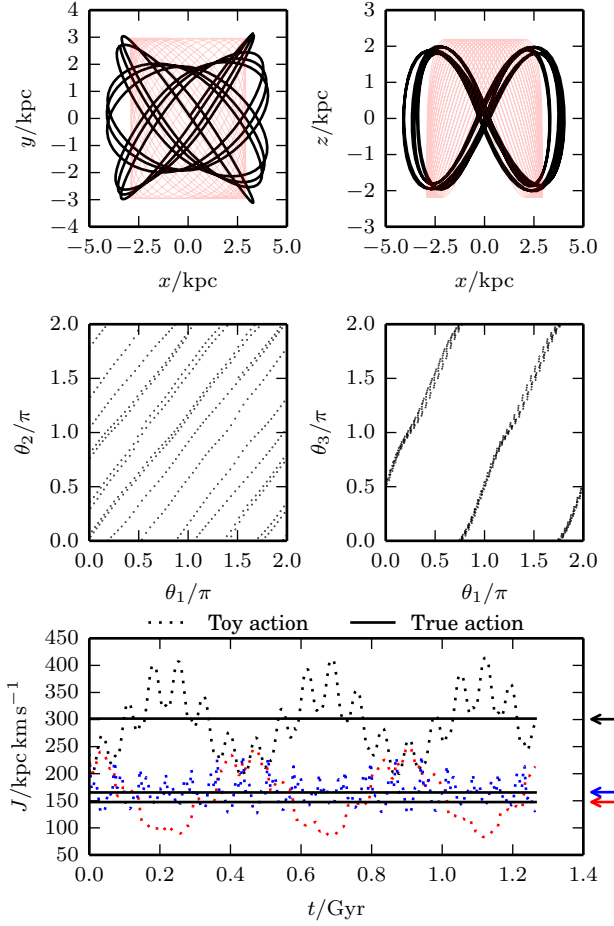 4
3
2
1
0
−1
−2
−3
−4
y/kpc
−5.0 −2.5 0.0 2.5 5.0
x/kpc
3
2
1
0
−1
−2
−3
z/kpc
−5.0 −2.5 0.0 2.5 5.0
x/kpc
2.0
1.5
1.0
0.5
0.0
θ₂/π
0.0 0.5 1.0 1.5 2.0
θ₁/π
2.0
1.5
1.0
0.5
0.0
θ₃/π
0.0 0.5 1.0 1.5 2.0
θ₁/π
Toy action True action
450
400
350
300
250
200
150
100
50
J/kpc km s⁻¹
0.0 0.2 0.4 0.6 0.8 1.0 1.2 1.4
t/Gyr